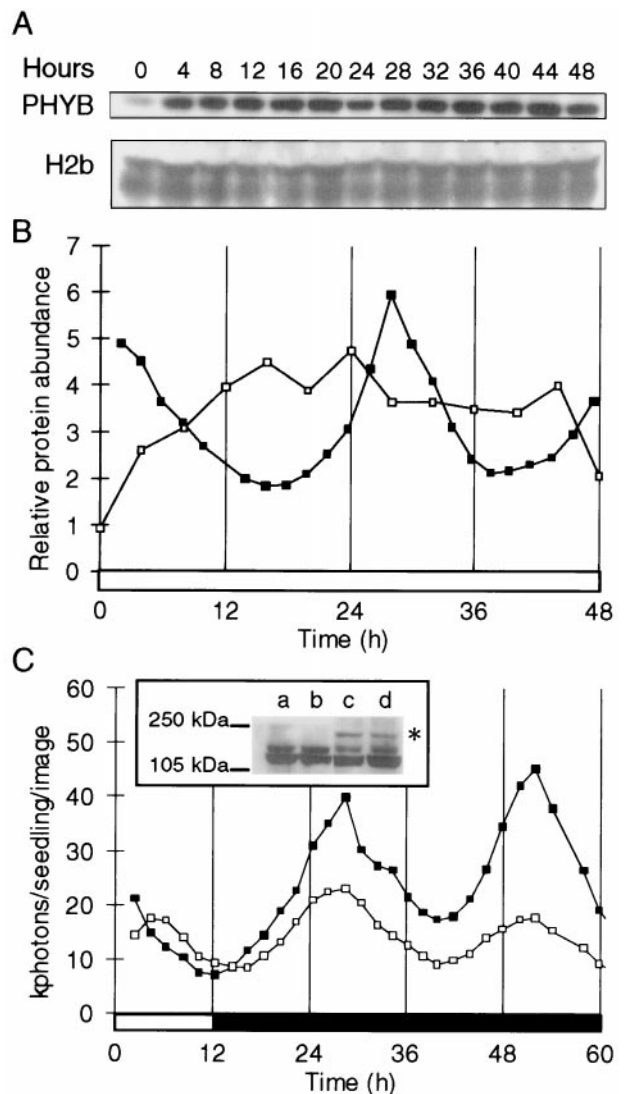 A
Hours 0 4 8 12 16 20 24 28 32 36 40 44 48
PHYB
H2b
B
7
6
5
4
3
2
1
0
Relative protein abundance
0 12 24 36 48
Time (h)
C
60
50
40
30
20
10
0
kphotons/seedling/image
a b c d
250 kDa
*
105 kDa
0 12 24 36 48 60
Time (h)